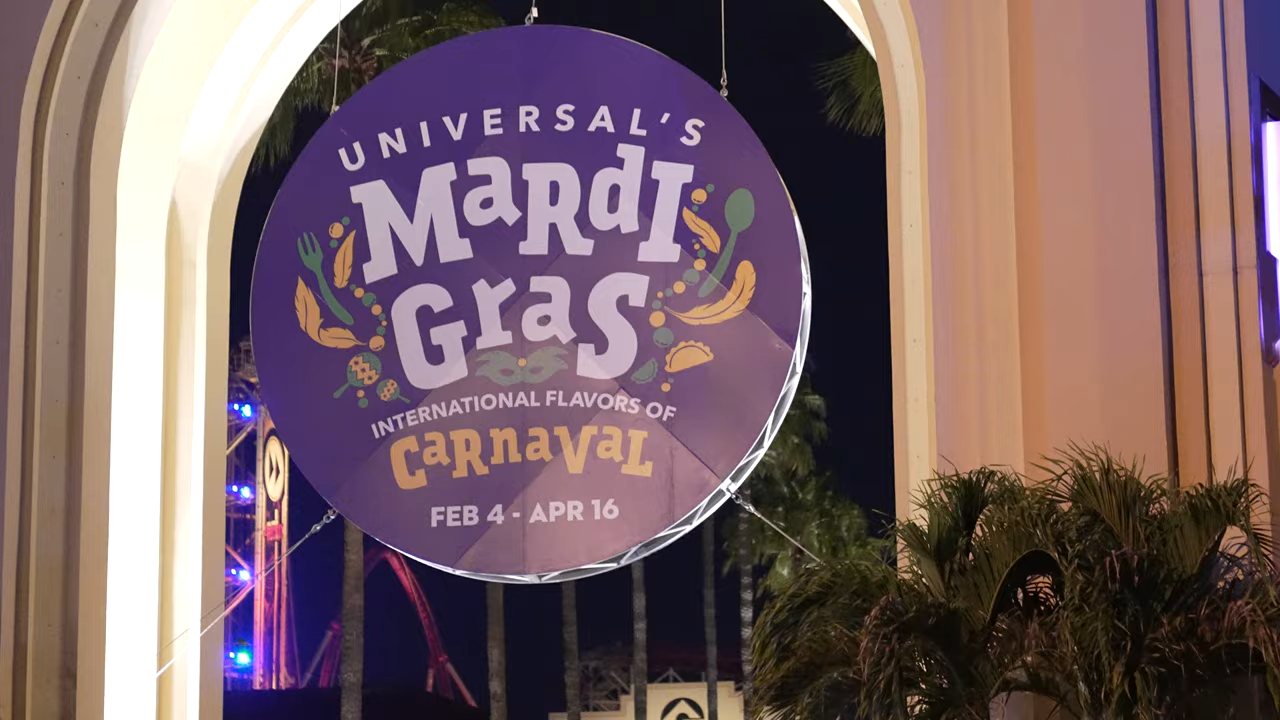 UNIVERSAL'S
MaRdI
GRaS
INTERNATIONAL FLAVORS OF
CaRnaVaL
FEB 4 - APR 16